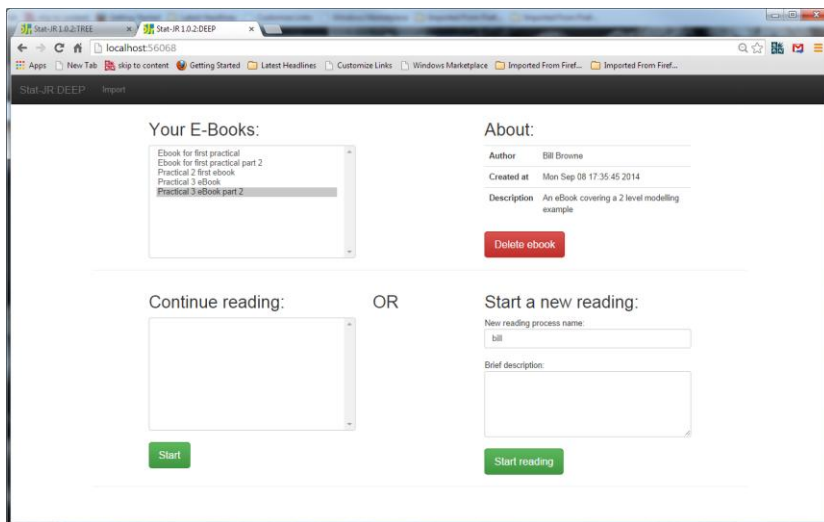 Stat-JR 1.0.2:TREE
Stat-JR 1.0.2:DEEP
localhost:56068
Apps New Tab skip to content Getting Started Latest Headlines Customize Links Windows Marketplace Imported From Firef... Imported From Firef...
Stat-JR:DEEP Import
Your E-Books:
Ebook for first practical
Ebook for first practical part 2
Practical 2 first ebook
Practical 3 eBook
Practical 3 eBook part 2
About:
Author Bill Browne
Created at Mon Sep 08 17:35:45 2014
Description An eBook covering a 2 level modelling
example
Delete ebook
Continue reading:
Start
OR
Start a new reading:
New reading process name:
bill
Brief description:
Start reading